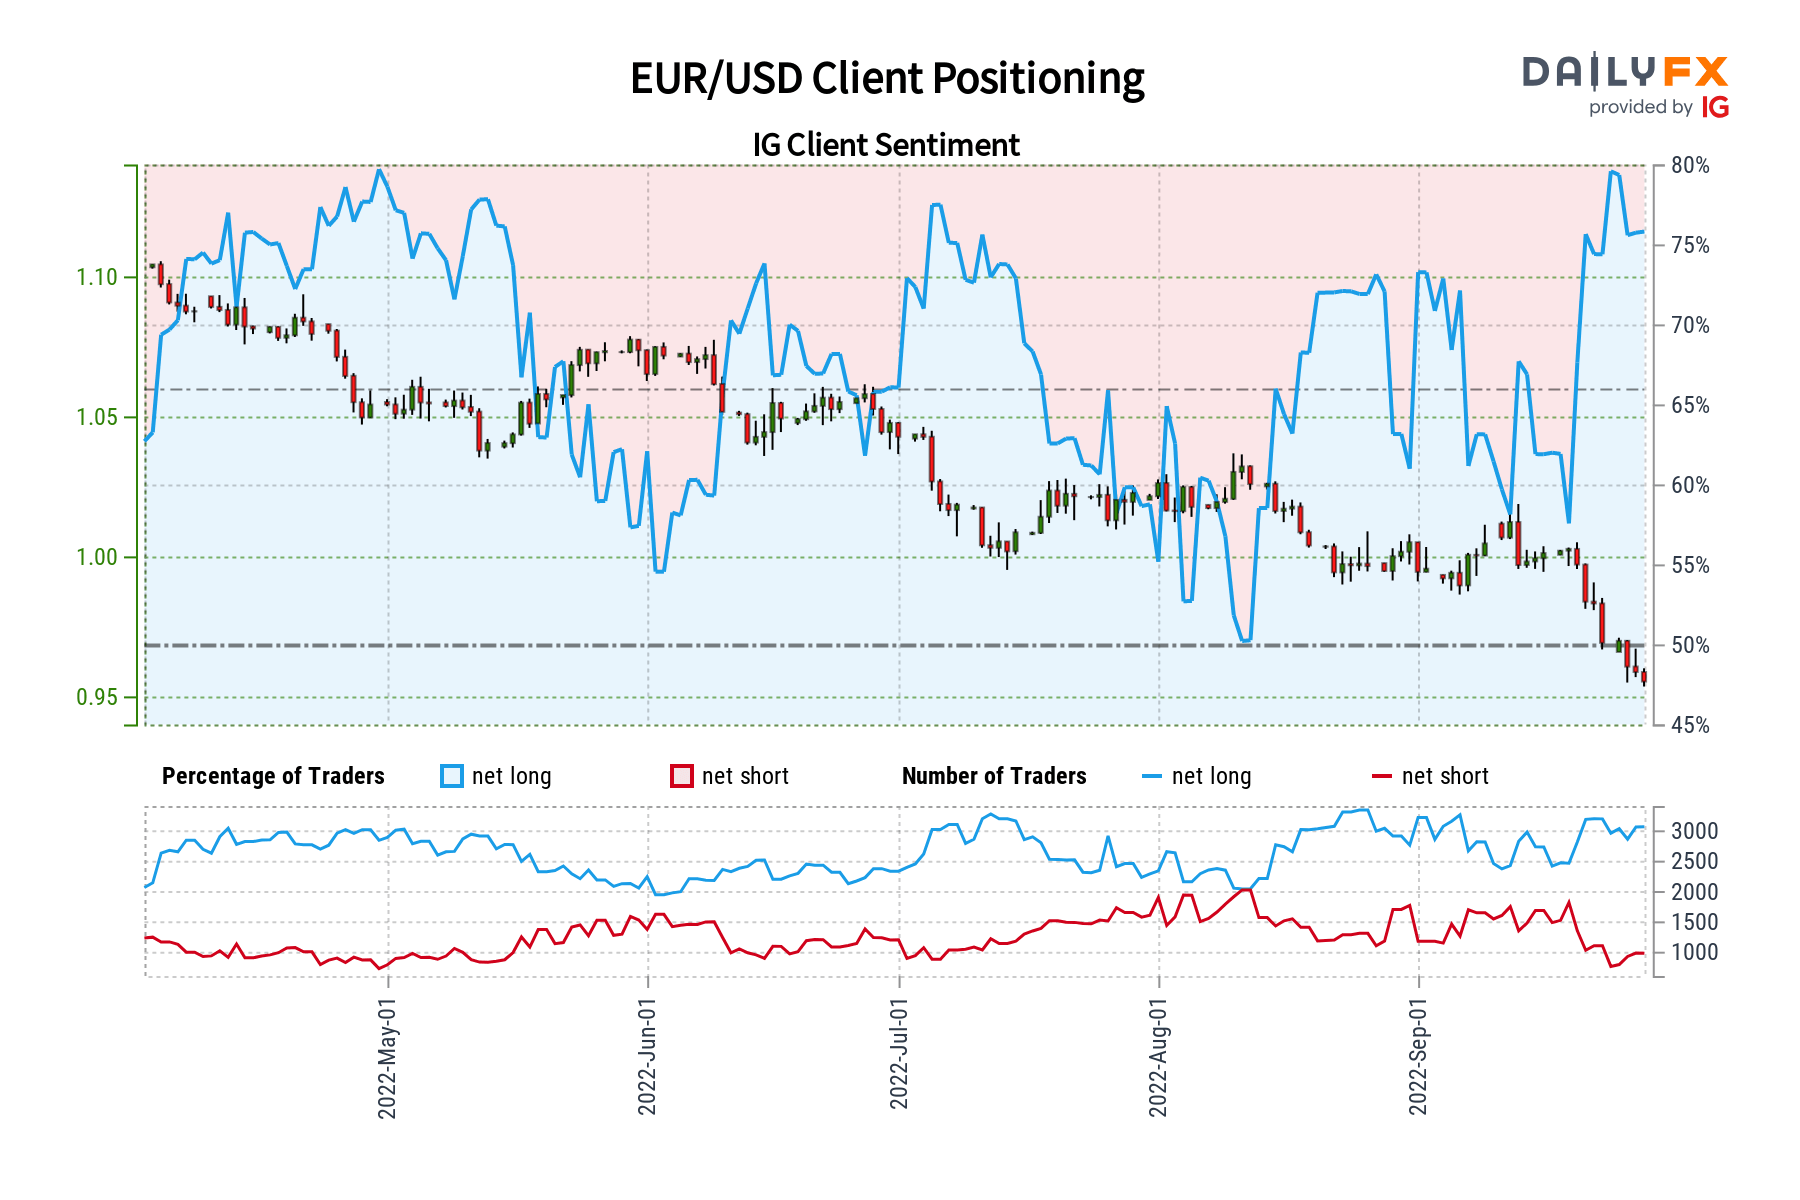 EUR/USD Client Positioning
DAILYFX
provided by IG
IG Client Sentiment
1.10
1.05
1.00
0.95
80%
75%
70%
65%
60%
55%
50%
45%
Percentage of Traders net long net short Number of Traders net long net short
3000
2500
2000
1500
1000
2022-May-01
2022-Jun-01
2022-Jul-01
2022-Aug-01
2022-Sep-01